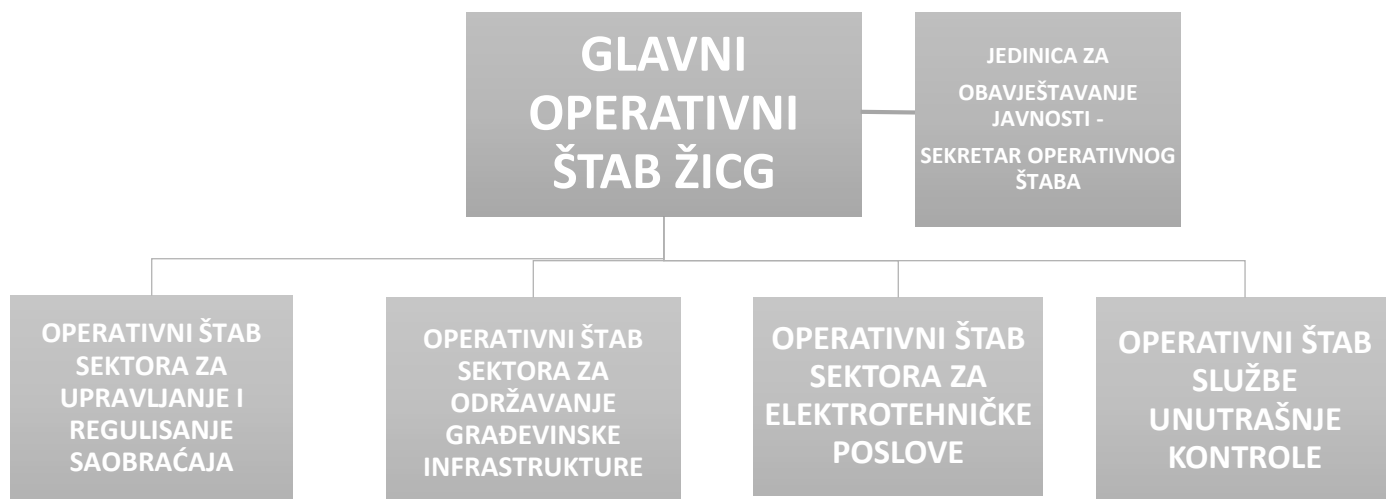 GLAVNI
OPERATIVNI
ŠTAB ŽICG
JEDINICA ZA
OBAVJEŠTAVANJE
JAVNOSTI -
SEKRETAR OPERATIVNOG
ŠTABA
OPERATIVNI ŠTAB
SEKTORA ZA
UPRAVLJANJE I
REGULISANJE
SAOBRAĆAJA
OPERATIVNI ŠTAB
SEKTORA ZA
ODRŽAVANJE
GRAĐEVINSKE
INFRASTRUKTURE
OPERATIVNI ŠTAB
SEKTORA ZA
ELEKTROTEHNIČKE
POSLOVE
OPERATIVNI ŠTAB
SLUŽBE
UNUTRAŠNJE
KONTROLE